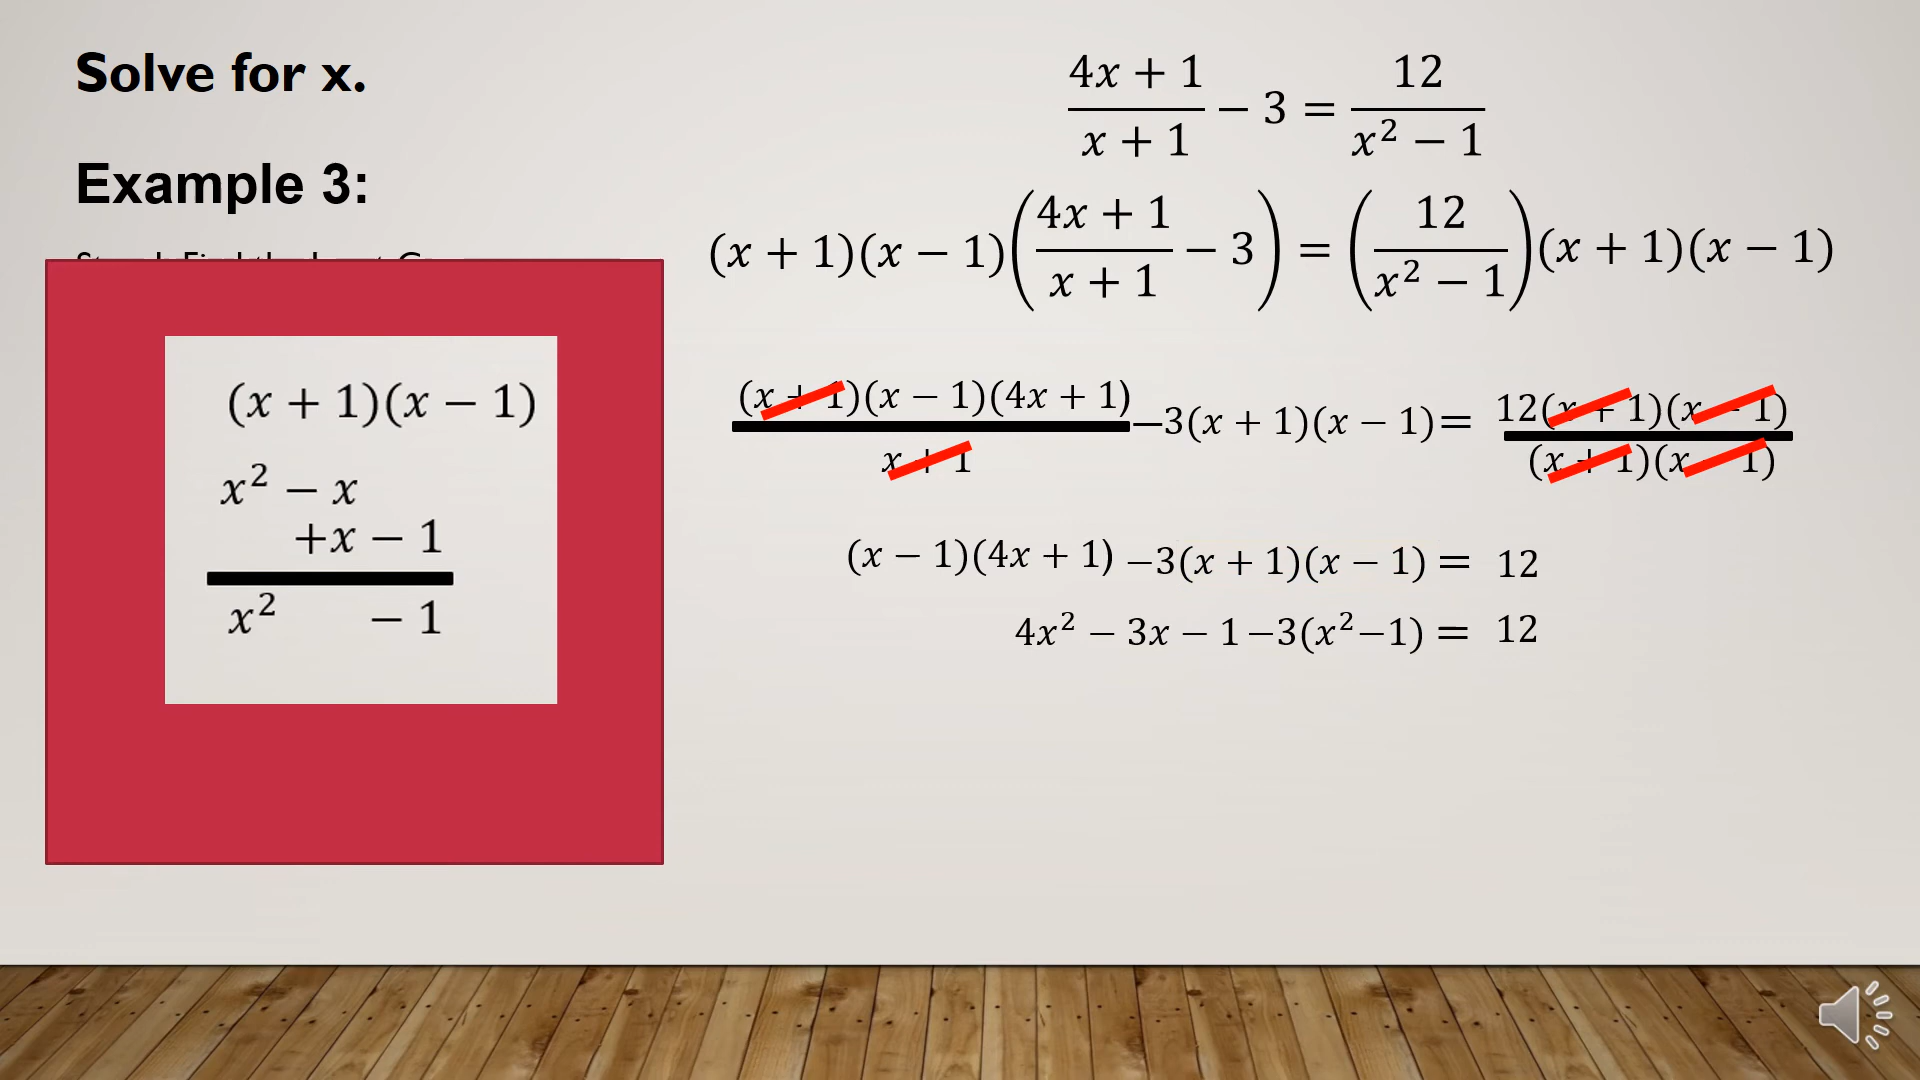 Solve for x.
Example 3:
(x + 1)(x − 1)
x² − x
+x − 1
x² − 1
(4x + 1)/(x + 1) − 3 = 12/(x² − 1)
(x + 1)(x − 1)((4x + 1)/(x + 1) − 3) = (12/(x² − 1))(x + 1)(x − 1)
(x + 1)(x − 1)(4x + 1)/(x + 1) −3(x + 1)(x − 1) = 12(x + 1)(x − 1)/((x + 1)(x − 1))
(x − 1)(4x + 1) −3(x + 1)(x − 1) = 12
4x² − 3x − 1 −3(x²−1) = 12